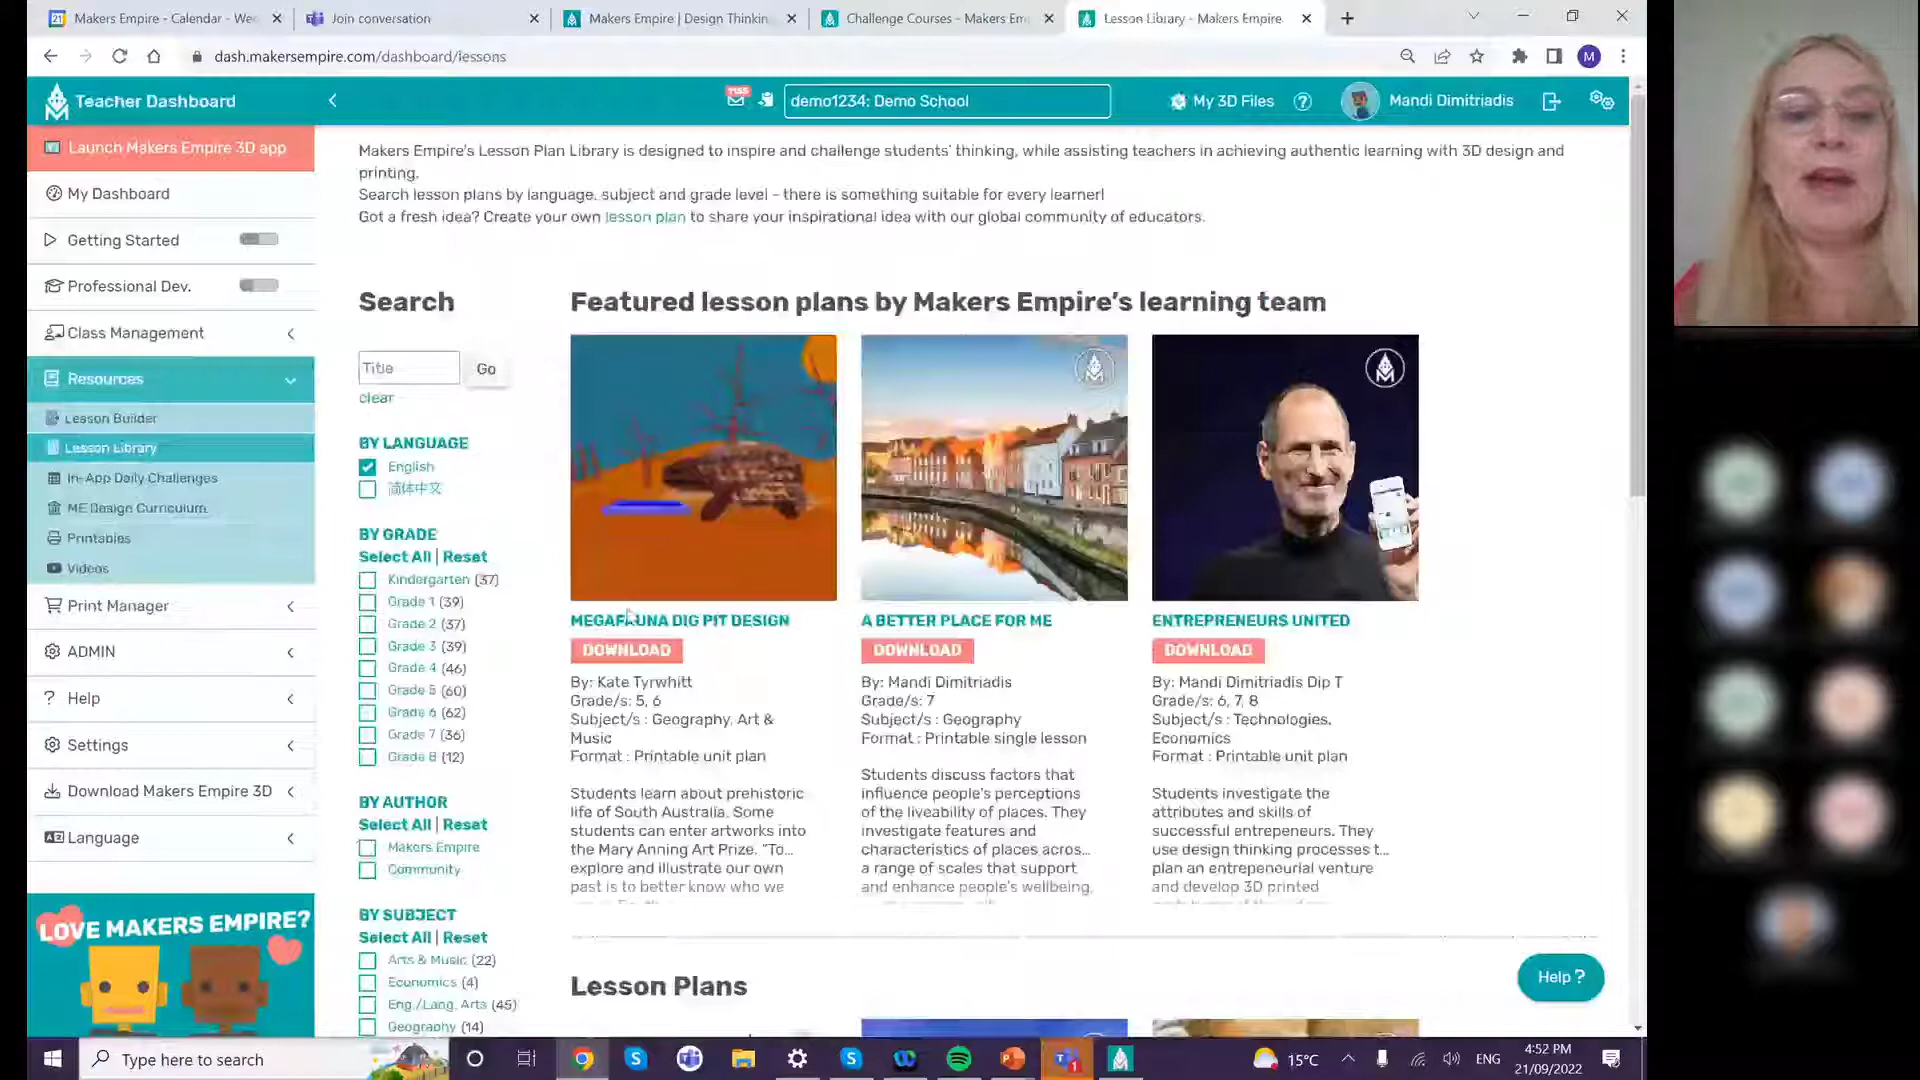 Makers Empire - Calendar - We
Join conversation
Makers Empire | Design Thinkin
Challenge Courses - Makers Em
Lesson Library - Makers Empire
dash.makersempire.com/dashboard/lessons
M
Teacher Dashboard
demo1234: Demo School
My 3D Files
Mandi Dimitriadis
Launch Makers Empire 3D app
My Dashboard
Getting Started
Professional Dev.
Class Management
Resources
Lesson Builder
Lesson Library
In-App Daily Challenges
ME Design Curriculum
Printables
Videos
Print Manager
ADMIN
Help
Settings
Download Makers Empire 3D
Language
LOVE MAKERS EMPIRE?
Makers Empire's Lesson Plan Library is designed to inspire and challenge students' thinking, while assisting teachers in achieving authentic learning with 3D design and
printing.
Search lesson plans by language, subject and grade level - there is something suitable for every learner!
Got a fresh idea? Create your own lesson plan to share your inspirational idea with our global community of educators.
Search
Title
Go
clear
BY LANGUAGE
English
简体中文
BY GRADE
Select All | Reset
Kindergarten (37)
Grade 1 (39)
Grade 2 (37)
Grade 3 (39)
Grade 4 (46)
Grade 5 (60)
Grade 6 (62)
Grade 7 (36)
Grade 8 (12)
BY AUTHOR
Select All | Reset
Makers Empire
Community
BY SUBJECT
Select All | Reset
Arts & Music (22)
Economics (4)
Eng./Lang. Arts (45)
Geography (14)
Featured lesson plans by Makers Empire's learning team
MEGAFAUNA DIG PIT DESIGN
DOWNLOAD
By: Kate Tyrwhitt
Grade/s: 5, 6
Subject/s : Geography, Art &
Music
Format : Printable unit plan
Students learn about prehistoric
life of South Australia. Some
students can enter artworks into
the Mary Anning Art Prize. "To...
explore and illustrate our own
past is to better know who we
A BETTER PLACE FOR ME
DOWNLOAD
By: Mandi Dimitriadis
Grade/s: 7
Subject/s : Geography
Format : Printable single lesson
Students discuss factors that
influence people's perceptions
of the liveability of places. They
investigate features and
characteristics of places acros...
a range of scales that support
and enhance people's wellbeing,
ENTREPRENEURS UNITED
DOWNLOAD
By: Mandi Dimitriadis Dip T
Grade/s: 6, 7, 8
Subject/s : Technologies,
Economics
Format : Printable unit plan
Students investigate the
attributes and skills of
successful entrepeneurs. They
use design thinking processes t...
plan an entrepreneurial venture
and develop 3D printed
Lesson Plans
Help ?
Type here to search
15°C
ENG
4:52 PM
21/09/2022